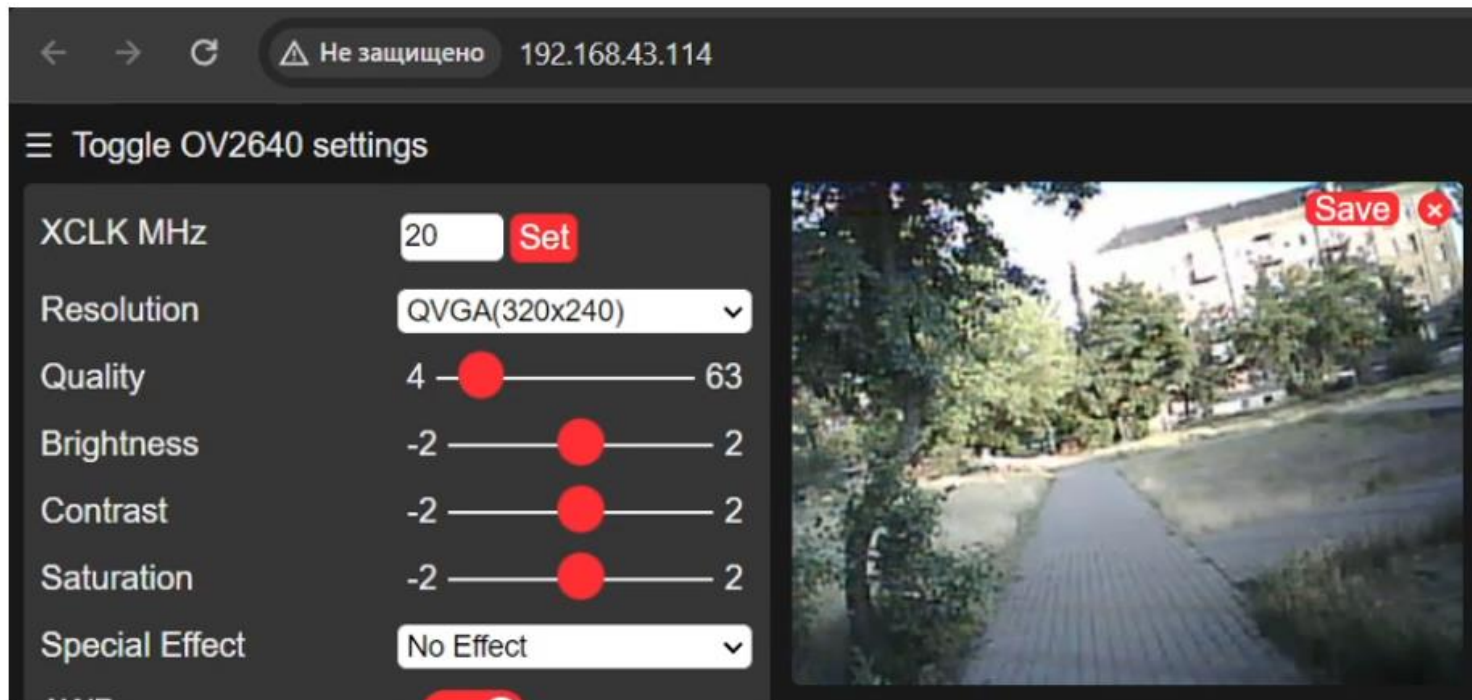 Не защищено 192.168.43.114
☰ Toggle OV2640 settings
XCLK MHz 20 Set
Resolution QVGA(320x240)
Quality 4 63
Brightness -2 2
Contrast -2 2
Saturation -2 2
Special Effect No Effect
Save ×